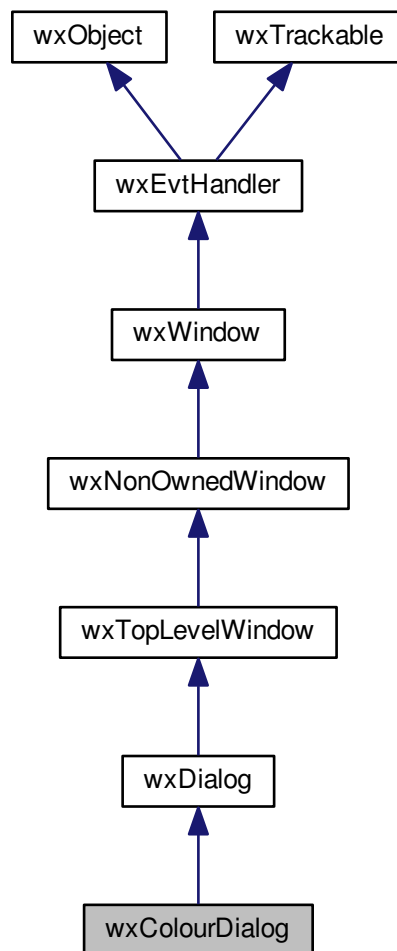 wxObject
wxTrackable
wxEvtHandler
wxWindow
wxNonOwnedWindow
wxTopLevelWindow
wxDialog
wxColourDialog